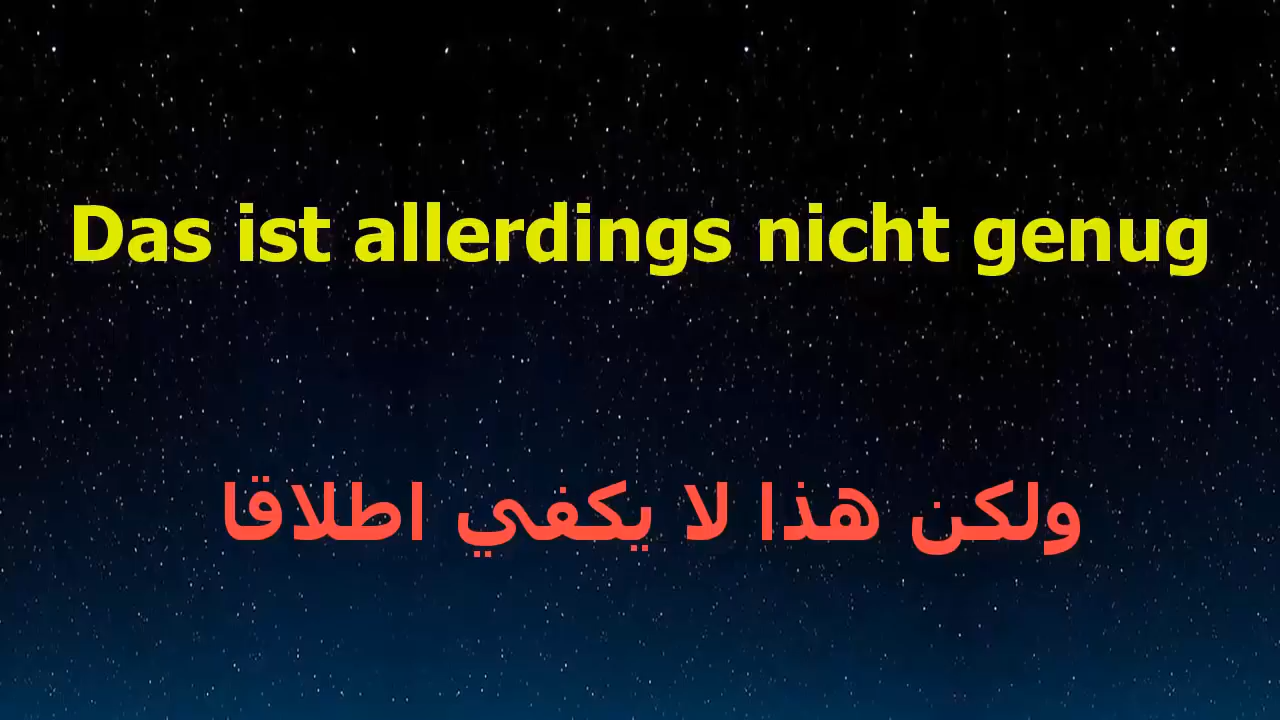 Das ist allerdings nicht genug
ولكن هذا لا يكفي اطلاقا